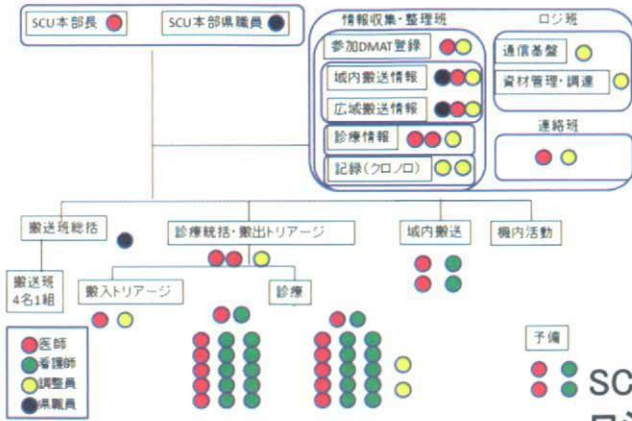 SCU本部長
SCU本部県職員
情報収集・整理班
参加DMAT登録
域内搬送情報
広域搬送情報
診療情報
記録(クロノロ)
ロジ班
通信基盤
資材管理・調達
連絡班
搬送班総括
診療統括・搬出トリアージ
域内搬送
機内活動
搬送班
4名1組
搬入トリアージ
診療
医師
看護師
調整員
県職員
予備
SC